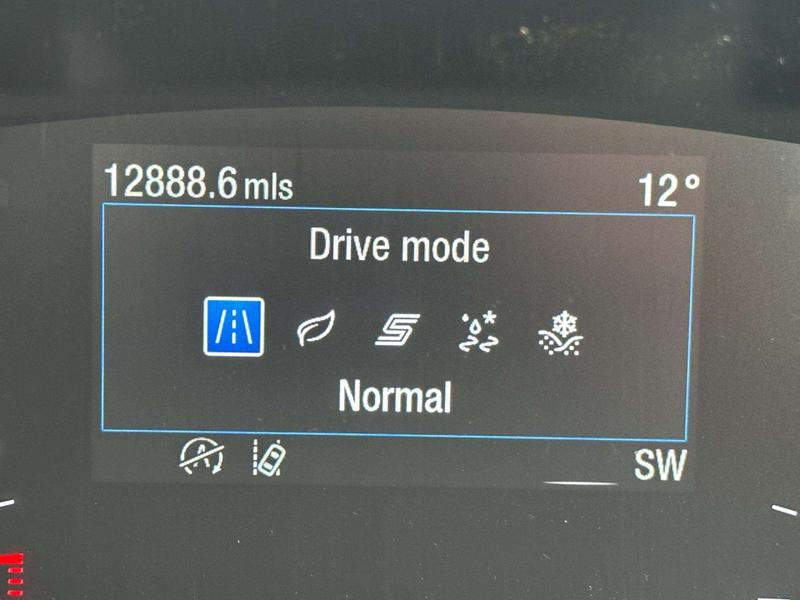 12888.6 mls 12°
Drive mode
Normal
SW